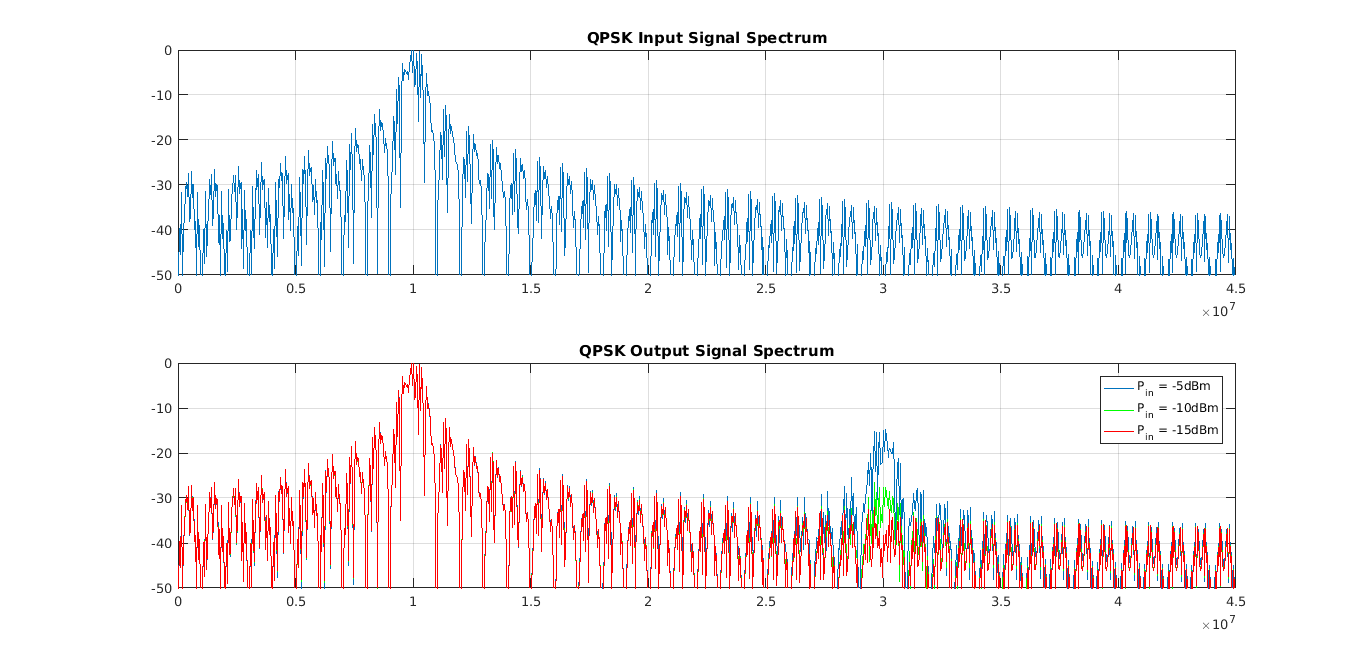 QPSK Input Signal Spectrum
0
-10
-20
-30
-40
-50
0 0.5 1 1.5 2 2.5 3 3.5 4 4.5
×10^7
QPSK Output Signal Spectrum
0
-10
-20
-30
-40
-50
P_in = -5dBm
P_in = -10dBm
P_in = -15dBm
0 0.5 1 1.5 2 2.5 3 3.5 4 4.5
×10^7